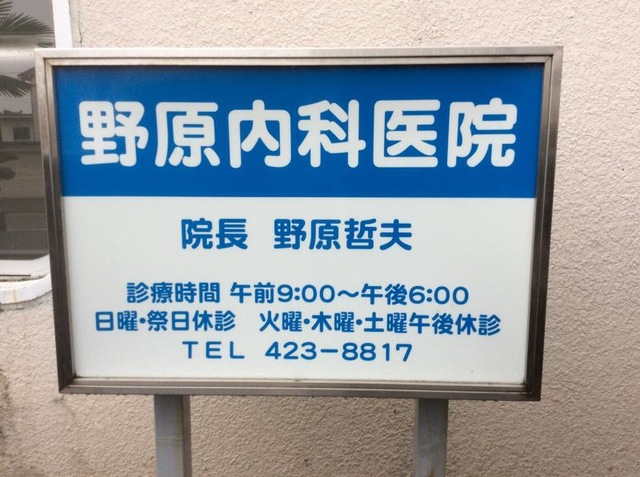 野原内科医院
院長 野原哲夫
診療時間 午前9:00～午後6:00
日曜・祭日休診 火曜・木曜・土曜午後休診
TEL 423-8817